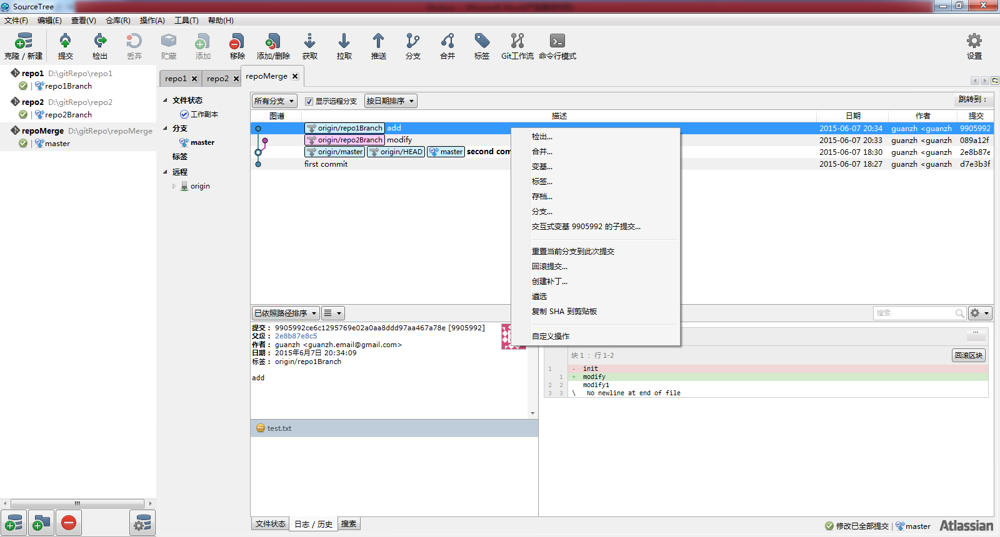 SourceTree
文件(F) 编辑(E) 查看(V) 仓库(R) 操作(A) 工具(T) 帮助(H)
克隆 / 新建 提交 检出 丢弃 贮藏 添加 移除 添加/删除 获取 拉取 推送 分支 合并 标签 Git工作流 命令行模式 设置
repo1 D:\gitRepo\repo1
repo1Branch
repo2 D:\gitRepo\repo2
repo2Branch
repoMerge D:\gitRepo\repoMerge
master
repo1 repo2 repoMerge
文件状态
工作副本
分支
master
标签
远程
origin
所有分支 显示远程分支 按日期排序 跳转到：
图谱 描述 日期 作者 提交
origin/repo1Branch add 2015-06-07 20:34 guanzh <guanzh 9905992
origin/repo2Branch modify 2015-06-07 20:33 guanzh <guanzh 089a12f
origin/master origin/HEAD master second com 2015-06-07 18:30 guanzh <guanzh 2e8b87e
first commit 2015-06-07 18:27 guanzh <guanzh d7e3b3f
检出...
合并...
变基...
标签...
存档...
分支...
交互式变基 9905992 的子提交...
重置当前分支到此次提交
回滚提交...
创建补丁...
遴选
复制 SHA 到剪贴板
自定义操作
已依照路径排序 搜索
提交： 9905992ce6c1295769e02a0aa8ddd97aa467a78e [9905992]
父级： 2e8b87e8c5
作者： guanzh <guanzh.email@gmail.com>
日期： 2015年6月7日 20:34:09
标签： origin/repo1Branch
add
test.txt
块 1 ：行 1-2 回滚区块
1 - init
1 + modify
2 2 modify1
3 3 \ No newline at end of file
文件状态 日志 / 历史 搜索
修改已全部提交 master Atlassian